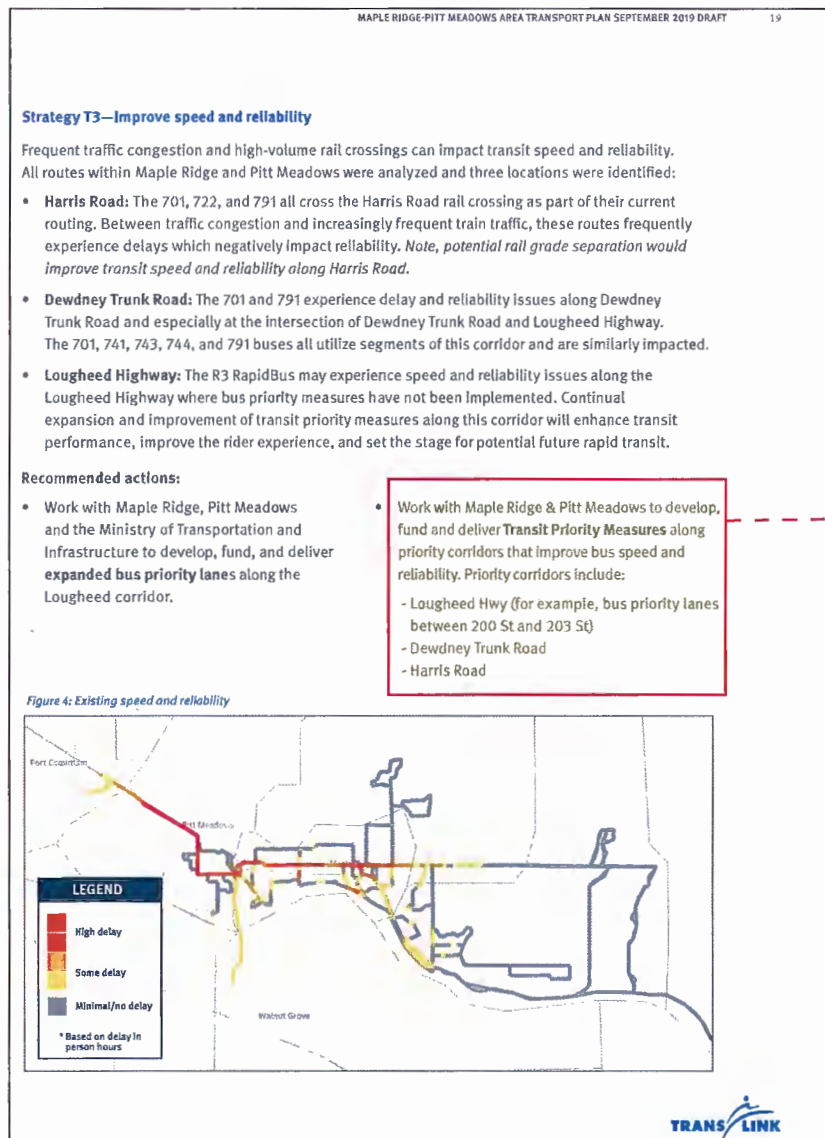 MAPLE RIDGE-PITT MEADOWS AREA TRANSPORT PLAN SEPTEMBER 2019 DRAFT 19
Strategy T3—Improve speed and reliability
Frequent traffic congestion and high-volume rail crossings can impact transit speed and reliability.
All routes within Maple Ridge and Pitt Meadows were analyzed and three locations were identified:
• Harris Road: The 701, 722, and 791 all cross the Harris Road rail crossing as part of their current
routing. Between traffic congestion and increasingly frequent train traffic, these routes frequently
experience delays which negatively impact reliability. Note, potential rail grade separation would
improve transit speed and reliability along Harris Road.
• Dewdney Trunk Road: The 701 and 791 experience delay and reliability issues along Dewdney
Trunk Road and especially at the intersection of Dewdney Trunk Road and Lougheed Highway.
The 701, 741, 743, 744, and 791 buses all utilize segments of this corridor and are similarly impacted.
• Lougheed Highway: The R3 RapidBus may experience speed and reliability issues along the
Lougheed Highway where bus priority measures have not been implemented. Continual
expansion and improvement of transit priority measures along this corridor will enhance transit
performance, improve the rider experience, and set the stage for potential future rapid transit.
Recommended actions:
• Work with Maple Ridge, Pitt Meadows
and the Ministry of Transportation and
Infrastructure to develop, fund, and deliver
expanded bus priority lanes along the
Lougheed corridor.
• Work with Maple Ridge & Pitt Meadows to develop,
fund and deliver Transit Priority Measures along
priority corridors that improve bus speed and
reliability. Priority corridors include:
- Lougheed Hwy (for example, bus priority lanes
between 200 St and 203 St)
- Dewdney Trunk Road
- Harris Road
Figure 4: Existing speed and reliability
Port Coquitlam
Pitt Meadows
LEGEND
High delay
Some delay
Minimal/no delay
* Based on delay in
person hours
Walnut Grove
TRANS LINK